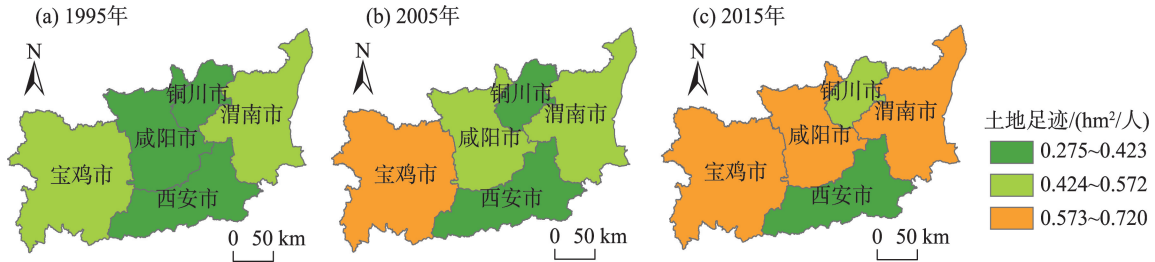 (a) 1995年
N
铜川市
渭南市
咸阳市
宝鸡市
西安市
0 50 km
(b) 2005年
N
铜川市
渭南市
咸阳市
宝鸡市
西安市
0 50 km
(c) 2015年
N
铜川市
渭南市
咸阳市
宝鸡市
西安市
0 50 km
土地足迹/(hm²/人)
0.275~0.423
0.424~0.572
0.573~0.720